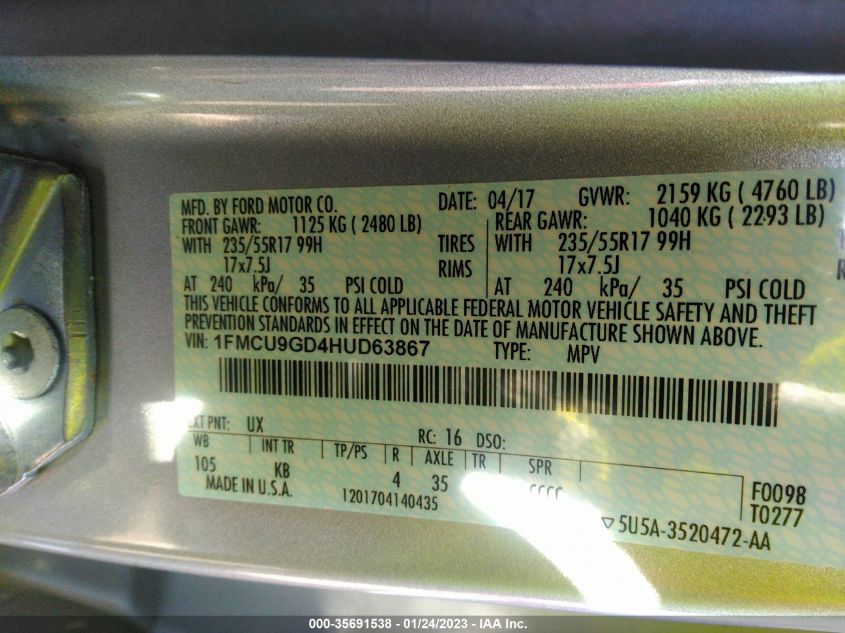 MFD. BY FORD MOTOR CO.
DATE: 04/17 GVWR: 2159 KG ( 4760 LB)
FRONT GAWR: 1125 KG ( 2480 LB) REAR GAWR: 1040 KG ( 2293 LB)
WITH 235/55R17 99H TIRES WITH 235/55R17 99H
17x7.5J RIMS 17x7.5J
AT 240 kPa/ 35 PSI COLD AT 240 kPa/ 35 PSI COLD
THIS VEHICLE CONFORMS TO ALL APPLICABLE FEDERAL MOTOR VEHICLE SAFETY AND THEFT
PREVENTION STANDARDS IN EFFECT ON THE DATE OF MANUFACTURE SHOWN ABOVE.
VIN: 1FMCU9GD4HUD63867 TYPE: MPV
EXT PNT: UX RC: 16 DSO:
WB INT TR TP/PS R AXLE TR SPR
105 KB 4 35
MADE IN U.S.A. 1201704140435
F0098
T0277
▽5U5A-3520472-AA
000-35691538 - 01/24/2023 - IAA Inc.